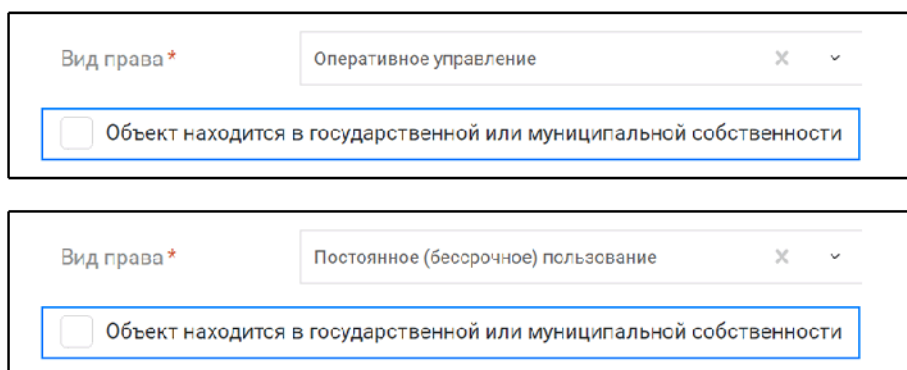 Вид права* Оперативное управление
Объект находится в государственной или муниципальной собственности
Вид права* Постоянное (бессрочное) пользование
Объект находится в государственной или муниципальной собственности